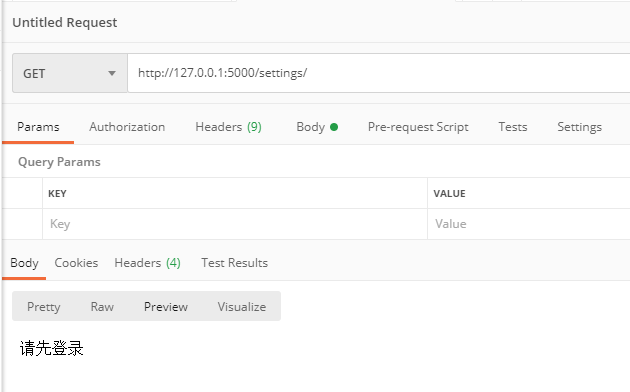 Untitled Request
GET http://127.0.0.1:5000/settings/
Params Authorization Headers (9) Body Pre-request Script Tests Settings
Query Params
KEY VALUE
Key Value
Body Cookies Headers (4) Test Results
Pretty Raw Preview Visualize
请先登录